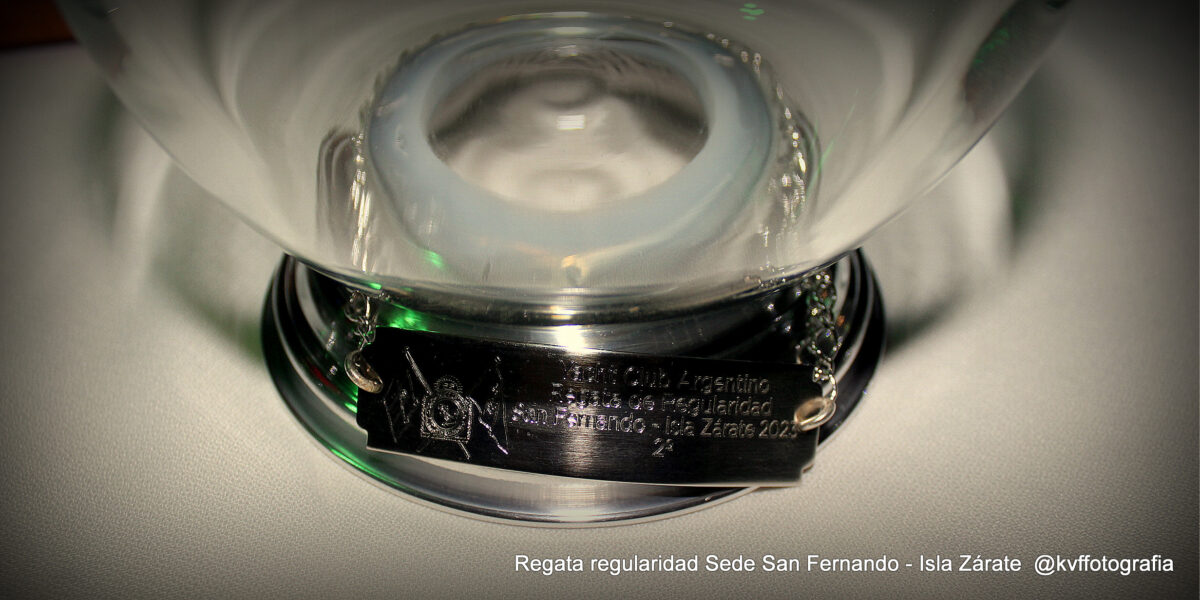 Yacht Club Argentino
Regata de Regularidad
San Fernando - Isla Zárate 2023
2º
Regata regularidad Sede San Fernando - Isla Zárate @kvffotografia